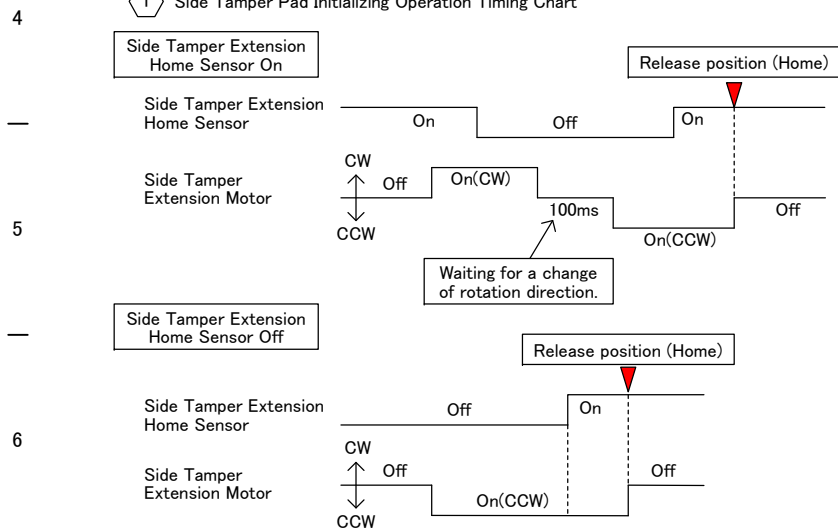 4
1 Side Tamper Pad Initializing Operation Timing Chart
Side Tamper Extension
Home Sensor On
Release position (Home)
Side Tamper Extension
Home Sensor
On
Off
On
CW
Side Tamper
Extension Motor
Off
On(CW)
100ms
Off
5
CCW
On(CCW)
Waiting for a change
of rotation direction.
Side Tamper Extension
Home Sensor Off
Release position (Home)
Side Tamper Extension
Home Sensor
Off
On
6
CW
Side Tamper
Extension Motor
Off
Off
On(CCW)
CCW